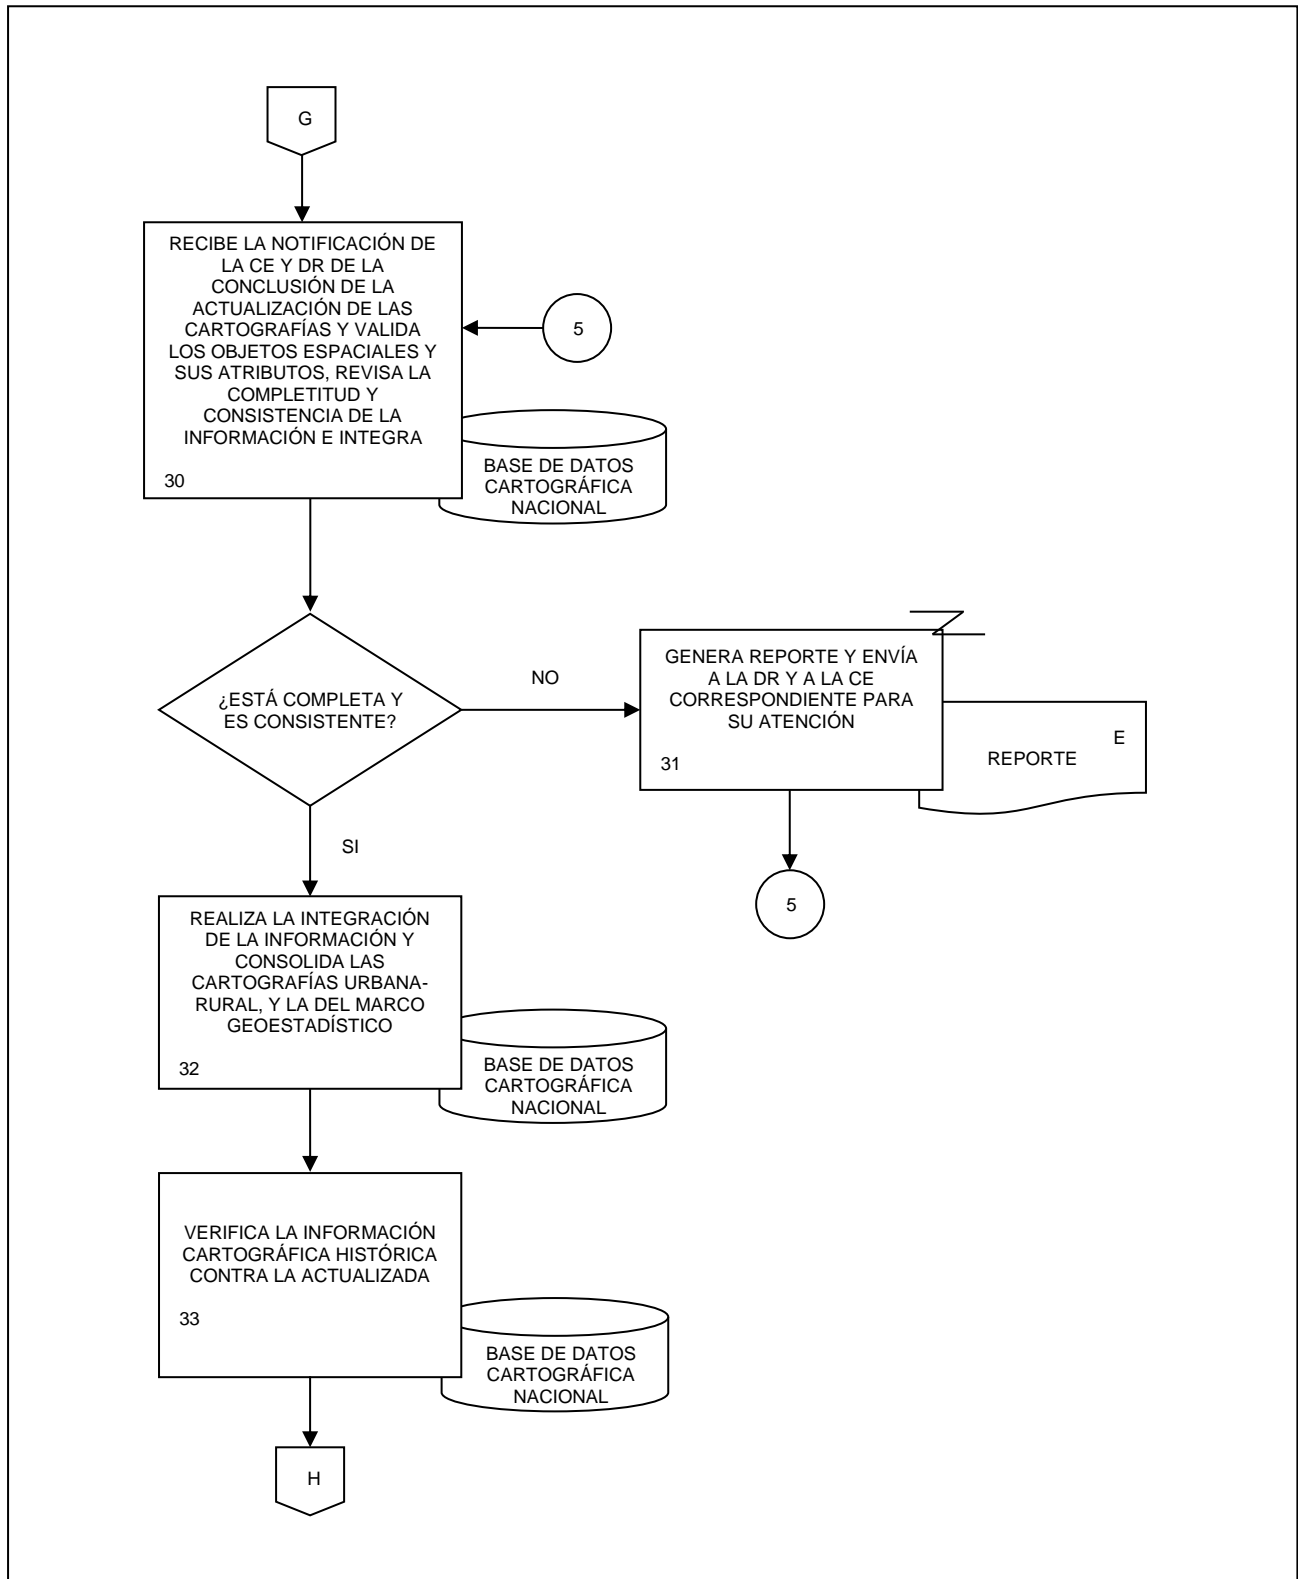 G
RECIBE LA NOTIFICACIÓN DE
LA CE Y DR DE LA
CONCLUSIÓN DE LA
ACTUALIZACIÓN DE LAS
CARTOGRAFÍAS Y VALIDA
LOS OBJETOS ESPACIALES Y
SUS ATRIBUTOS, REVISA LA
COMPLETITUD Y
CONSISTENCIA DE LA
INFORMACIÓN E INTEGRA
30
5
BASE DE DATOS
CARTOGRÁFICA
NACIONAL
¿ESTÁ COMPLETA Y
ES CONSISTENTE?
NO
GENERA REPORTE Y ENVÍA
A LA DR Y A LA CE
CORRESPONDIENTE PARA
SU ATENCIÓN
31
E
REPORTE
5
SI
REALIZA LA INTEGRACIÓN
DE LA INFORMACIÓN Y
CONSOLIDA LAS
CARTOGRAFÍAS URBANA-
RURAL, Y LA DEL MARCO
GEOESTADÍSTICO
32
BASE DE DATOS
CARTOGRÁFICA
NACIONAL
VERIFICA LA INFORMACIÓN
CARTOGRÁFICA HISTÓRICA
CONTRA LA ACTUALIZADA
33
BASE DE DATOS
CARTOGRÁFICA
NACIONAL
H